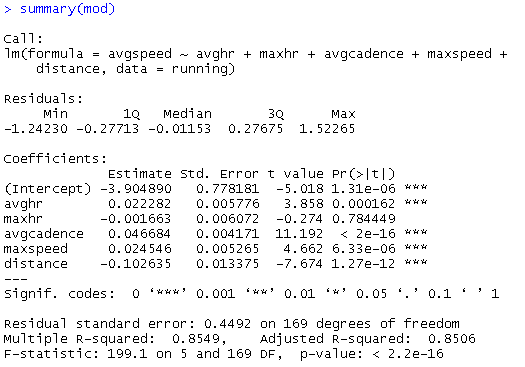 > summary(mod)

Call:
lm(formula = avgspeed ~ avghr + maxhr + avgcadence + maxspeed +
    distance, data = running)

Residuals:
     Min       1Q   Median       3Q      Max
-1.24230 -0.27713 -0.01153  0.27675  1.52265

Coefficients:
             Estimate Std. Error t value Pr(>|t|)
(Intercept) -3.904890   0.778181  -5.018 1.31e-06 ***
avghr        0.022282   0.005776   3.858 0.000162 ***
maxhr       -0.001663   0.006072  -0.274 0.784449
avgcadence   0.046684   0.004171  11.192  < 2e-16 ***
maxspeed     0.024546   0.005265   4.662 6.33e-06 ***
distance    -0.102635   0.013375  -7.674 1.27e-12 ***
---
Signif. codes:  0 ‘***’ 0.001 ‘**’ 0.01 ‘*’ 0.05 ‘.’ 0.1 ‘ ’ 1

Residual standard error: 0.4492 on 169 degrees of freedom
Multiple R-squared:  0.8549,    Adjusted R-squared:  0.8506
F-statistic: 199.1 on 5 and 169 DF,  p-value: < 2.2e-16